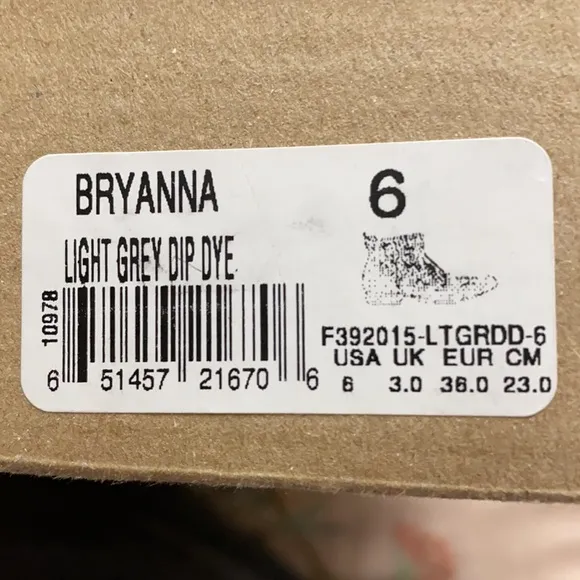 BRYANNA
6
LIGHT GREY DIP DYE
10978
6 51457 21670 6
F392015-LTGRDD-6
USA UK EUR CM
6 3.0 36.0 23.0